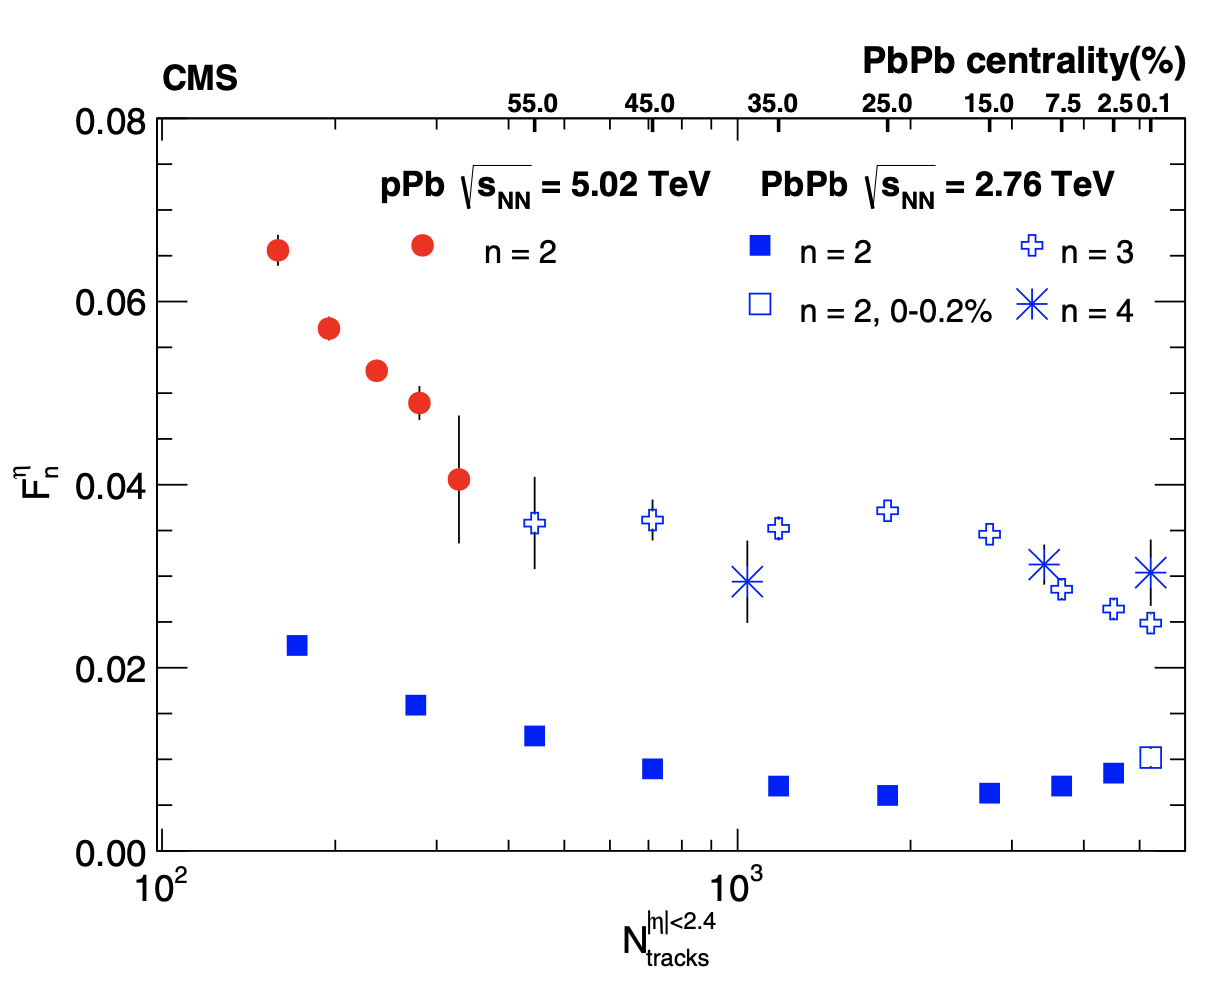 PbPb centrality(%)
CMS
55.0 45.0 35.0 25.0 15.0 7.5 2.5 0.1
0.08
pPb √sNN = 5.02 TeV PbPb √sNN = 2.76 TeV
n = 2 n = 2 n = 3
n = 2, 0-0.2% n = 4
0.06
0.04
0.02
0.00
Fηn
10² 10³
N|η|<2.4tracks